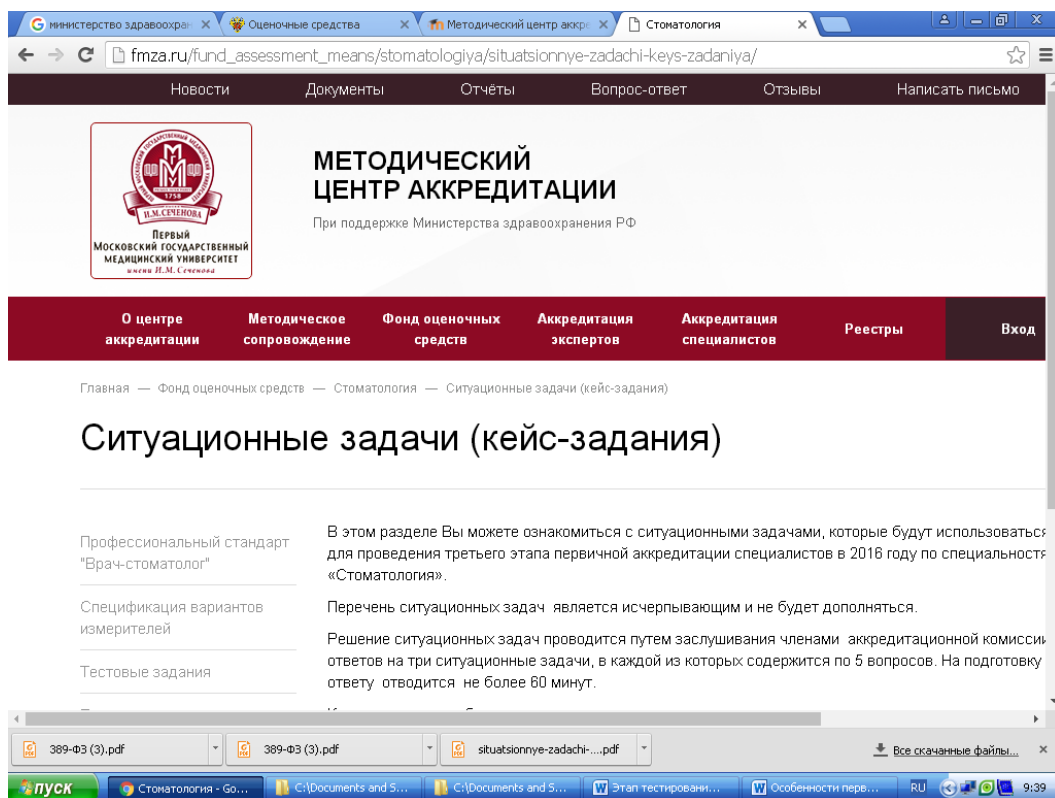 министерство здравоохран
Оценочные средства
Методический центр аккре
Стоматология
fmza.ru/fund_assessment_means/stomatologiya/situatsionnye-zadachi-keys-zadaniya/
Новости Документы Отчёты Вопрос-ответ Отзывы Написать письмо
1758
И.М. СЕЧЕНОВА
Первый
Московский государственный
медицинский университет
имени И.М. Сеченова
МЕТОДИЧЕСКИЙ
ЦЕНТР АККРЕДИТАЦИИ
При поддержке Министерства здравоохранения РФ
О центре аккредитации
Методическое сопровождение
Фонд оценочных средств
Аккредитация экспертов
Аккредитация специалистов
Реестры
Вход
Главная — Фонд оценочных средств — Стоматология — Ситуационные задачи (кейс-задания)
Ситуационные задачи (кейс-задания)
Профессиональный стандарт
"Врач-стоматолог"
Спецификация вариантов
измерителей
Тестовые задания
В этом разделе Вы можете ознакомиться с ситуационными задачами, которые будут использоваться
для проведения третьего этапа первичной аккредитации специалистов в 2016 году по специальностя
«Стоматология».
Перечень ситуационных задач является исчерпывающим и не будет дополняться.
Решение ситуационных задач проводится путем заслушивания членами аккредитационной комиссии
ответов на три ситуационные задачи, в каждой из которых содержится по 5 вопросов. На подготовку
ответу отводится не более 60 минут.
389-ФЗ (3).pdf
389-ФЗ (3).pdf
situatsionnye-zadachi-....pdf
Все скачанные файлы...
пуск
Стоматология - Go...
C:\Documents and S...
C:\Documents and S...
Этап тестировани...
Особенности перв...
RU
9:39